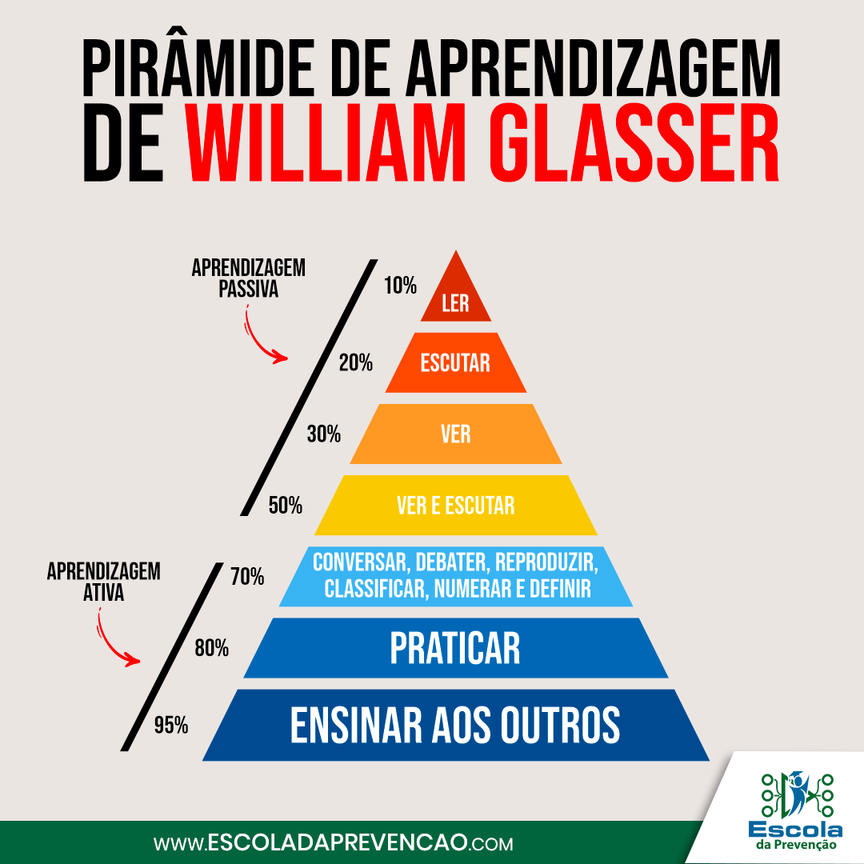 PIRÂMIDE DE APRENDIZAGEM
DE WILLIAM GLASSER
APRENDIZAGEM
PASSIVA
10%
LER
20%
ESCUTAR
30%
VER
50%
VER E ESCUTAR
APRENDIZAGEM
ATIVA
70%
CONVERSAR, DEBATER, REPRODUZIR,
CLASSIFICAR, NUMERAR E DEFINIR
80%
PRATICAR
95%
ENSINAR AOS OUTROS
WWW.ESCOLADAPREVENCAO.COM
Escola
da Prevenção